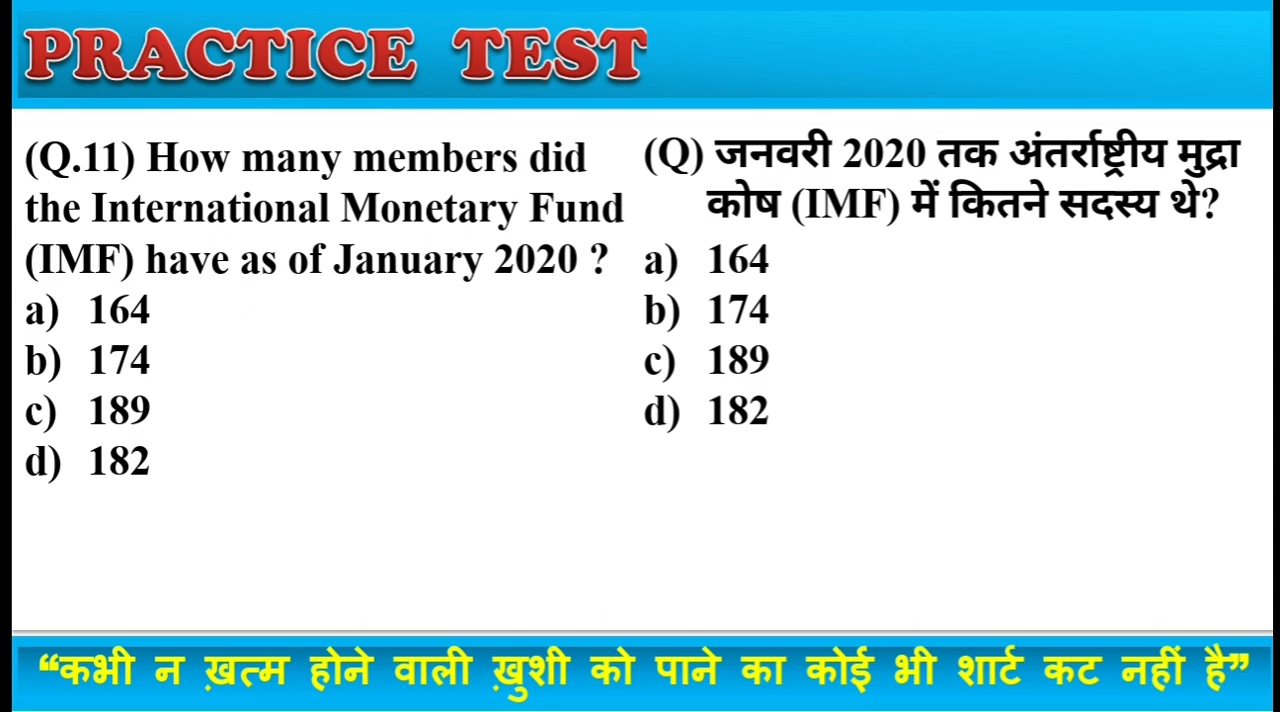 PRACTICE TEST
(Q.11) How many members did
the International Monetary Fund
(IMF) have as of January 2020 ?
a) 164
b) 174
c) 189
d) 182
(Q) जनवरी 2020 तक अंतर्राष्ट्रीय मुद्रा
कोष (IMF) में कितने सदस्य थे?
a) 164
b) 174
c) 189
d) 182
“कभी न ख़त्म होने वाली ख़ुशी को पाने का कोई भी शार्ट कट नहीं है”